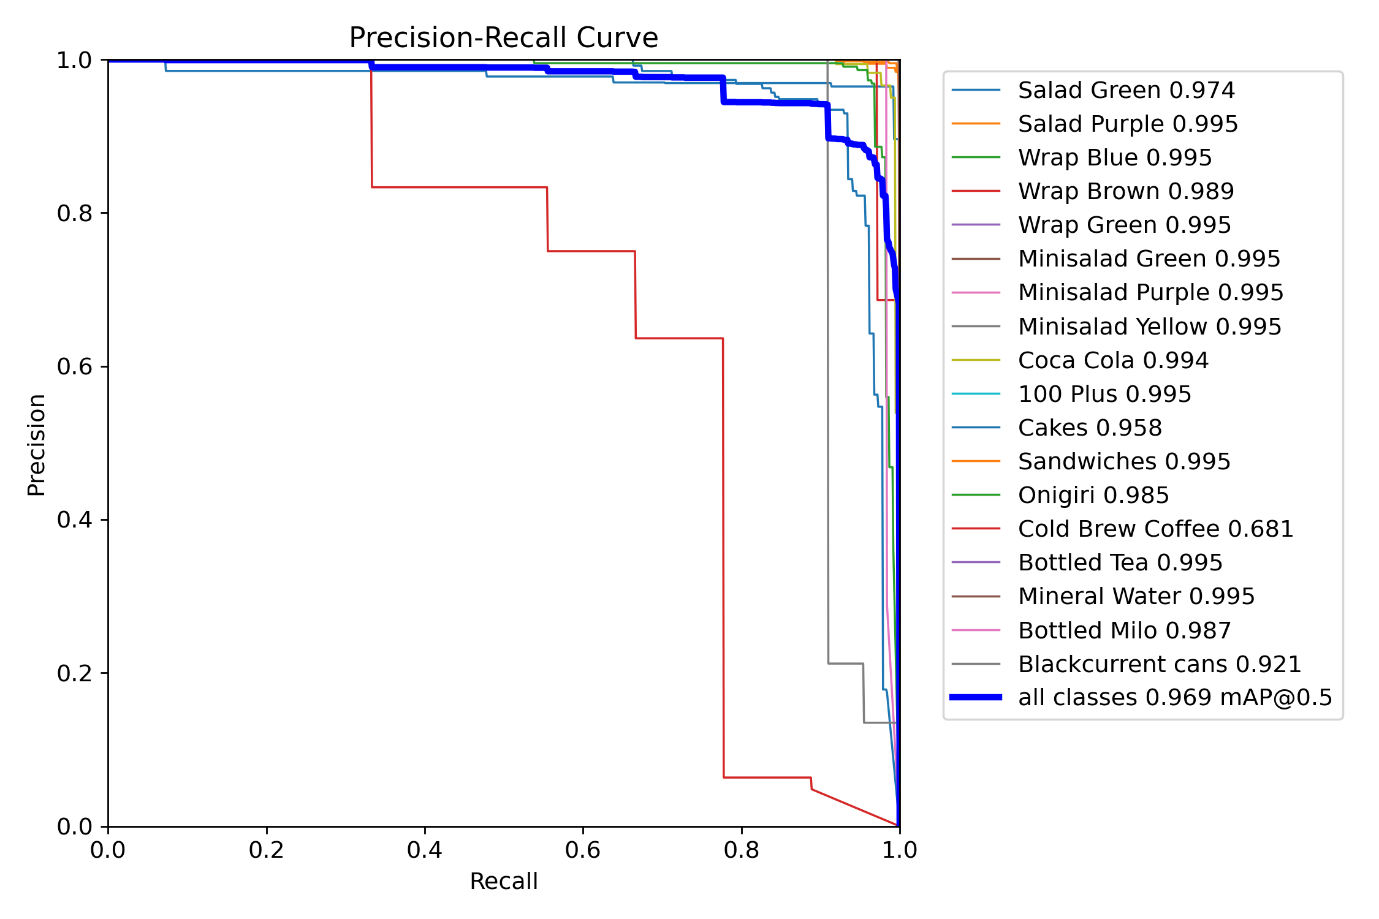 Precision-Recall Curve
1.0
0.8
0.6
0.4
0.2
0.0
Precision
0.0 0.2 0.4 0.6 0.8 1.0
Recall
Salad Green 0.974
Salad Purple 0.995
Wrap Blue 0.995
Wrap Brown 0.989
Wrap Green 0.995
Minisalad Green 0.995
Minisalad Purple 0.995
Minisalad Yellow 0.995
Coca Cola 0.994
100 Plus 0.995
Cakes 0.958
Sandwiches 0.995
Onigiri 0.985
Cold Brew Coffee 0.681
Bottled Tea 0.995
Mineral Water 0.995
Bottled Milo 0.987
Blackcurrent cans 0.921
all classes 0.969 mAP@0.5